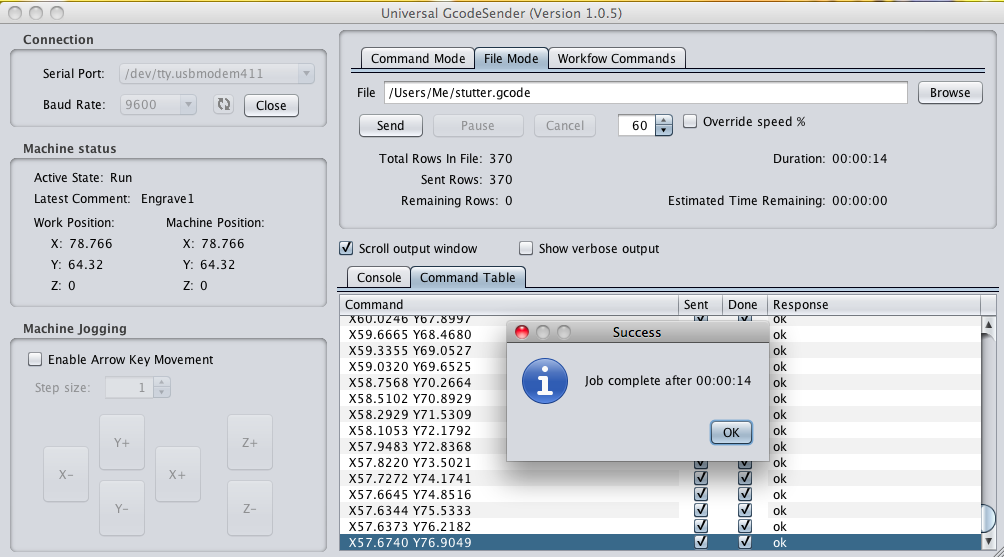 Universal GcodeSender (Version 1.0.5)
Connection
Serial Port: /dev/tty.usbmodem411
Baud Rate: 9600 Close
Machine status
Active State: Run
Latest Comment: Engrave1
Work Position: Machine Position:
X: 78.766 X: 78.766
Y: 64.32 Y: 64.32
Z: 0 Z: 0
Machine Jogging
Enable Arrow Key Movement
Step size: 1
Y+ Z+
X- X+
Y- Z-
Command Mode File Mode Workfow Commands
File /Users/Me/stutter.gcode Browse
Send Pause Cancel 60 Override speed %
Total Rows In File: 370 Duration: 00:00:14
Sent Rows: 370
Remaining Rows: 0 Estimated Time Remaining: 00:00:00
Scroll output window Show verbose output
Console Command Table
Command Sent Done Response
X60.0246 Y67.8997 ok
X59.6665 Y68.4680 ok
X59.3355 Y69.0527 ok
X59.0320 Y69.6525 ok
X58.7568 Y70.2664 ok
X58.5102 Y70.8929 ok
X58.2929 Y71.5309 ok
X58.1053 Y72.1792 ok
X57.9483 Y72.8368 ok
X57.8220 Y73.5021 ok
X57.7272 Y74.1741 ok
X57.6645 Y74.8516 ok
X57.6344 Y75.5333 ok
X57.6373 Y76.2182 ok
X57.6740 Y76.9049 ok
Success
Job complete after 00:00:14
OK